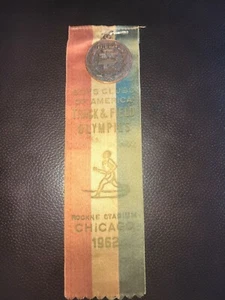 BOYS CLUBS
OF AMERICA
TRACK & FIELD
OLYMPICS
ROCKNE STADIUM
CHICAGO
1962